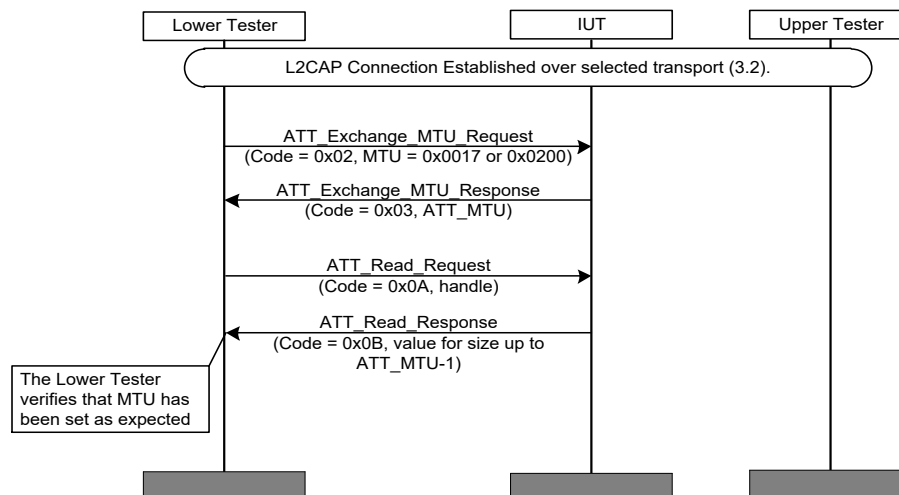 Lower Tester
IUT
Upper Tester
L2CAP Connection Established over selected transport (3.2).
ATT_Exchange_MTU_Request
(Code = 0x02, MTU = 0x0017 or 0x0200)
ATT_Exchange_MTU_Response
(Code = 0x03, ATT_MTU)
ATT_Read_Request
(Code = 0x0A, handle)
ATT_Read_Response
(Code = 0x0B, value for size up to
ATT_MTU-1)
The Lower Tester
verifies that MTU has
been set as expected